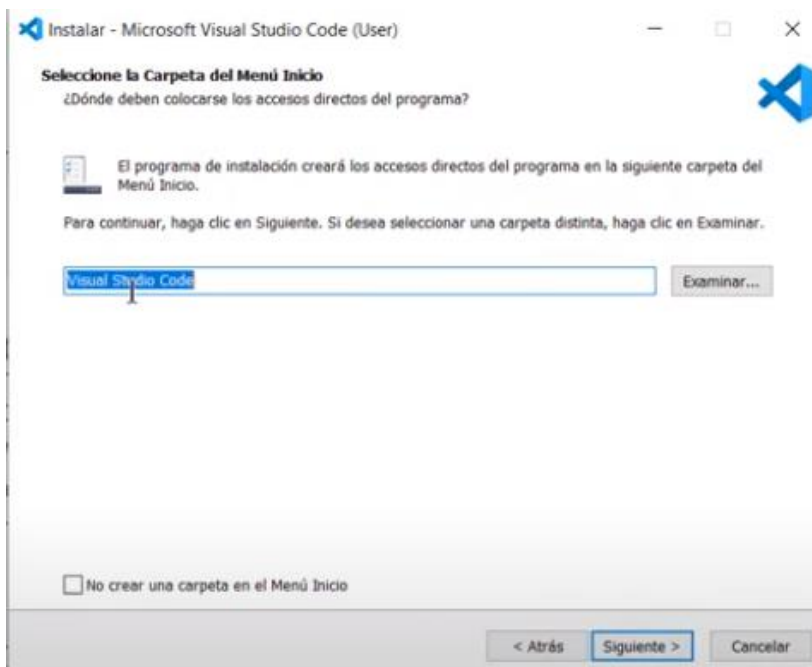 Instalar - Microsoft Visual Studio Code (User)
Seleccione la Carpeta del Menú Inicio
¿Dónde deben colocarse los accesos directos del programa?
El programa de instalación creará los accesos directos del programa en la siguiente carpeta del
Menú Inicio.
Para continuar, haga clic en Siguiente. Si desea seleccionar una carpeta distinta, haga clic en Examinar.
Visual Studio Code
Examinar...
No crear una carpeta en el Menú Inicio
< Atrás
Siguiente >
Cancelar